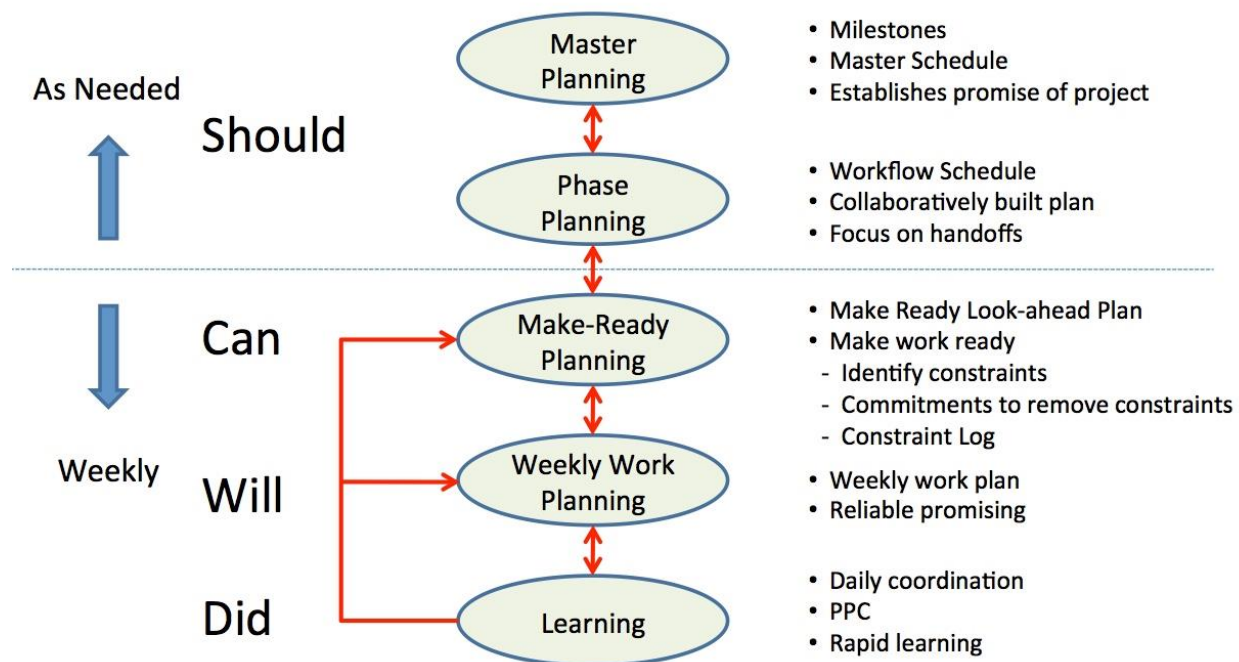 As Needed
Should
Master
Planning
• Milestones
• Master Schedule
• Establishes promise of project
Phase
Planning
• Workflow Schedule
• Collaboratively built plan
• Focus on handoffs
Weekly
Can
Make-Ready
Planning
• Make Ready Look-ahead Plan
• Make work ready
- Identify constraints
- Commitments to remove constraints
- Constraint Log
Will
Weekly Work
Planning
• Weekly work plan
• Reliable promising
Did
Learning
• Daily coordination
• PPC
• Rapid learning